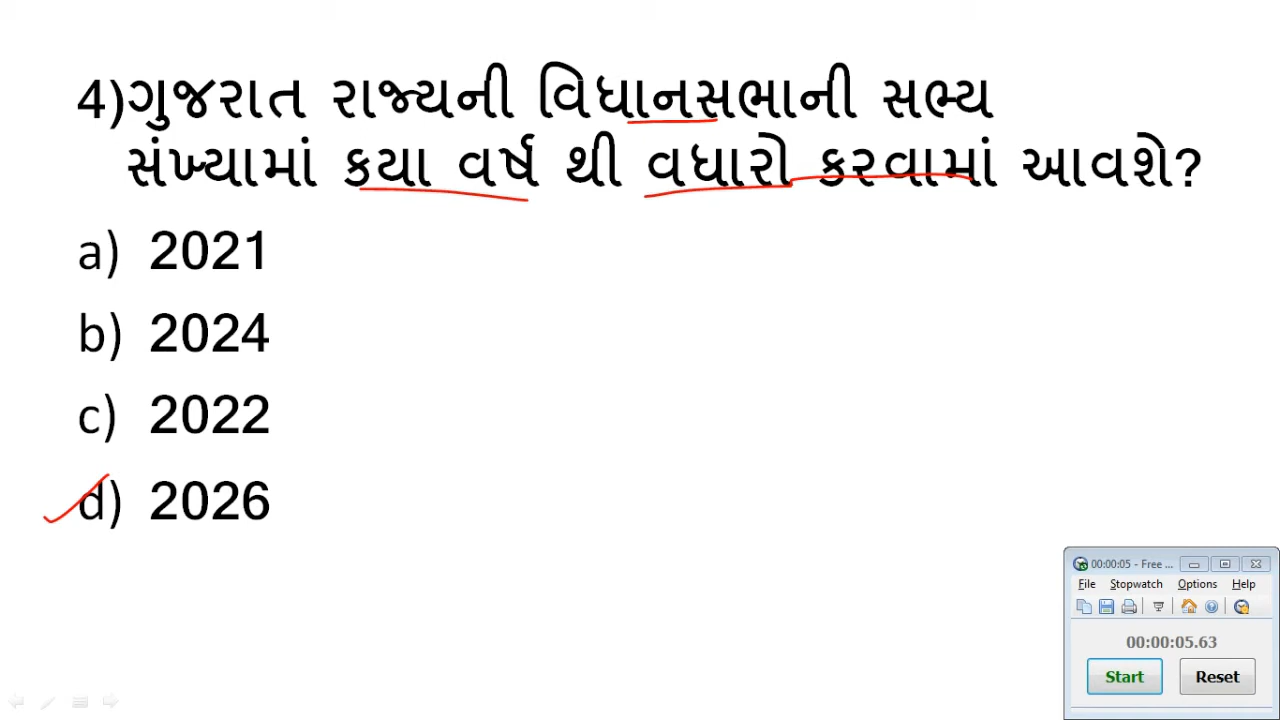 4)ગુજરાત રાજ્યની વિધાનસભાની સભ્ય
સંખ્યામાં કયા વર્ષ થી વધારો કરવામાં આવશે?
a) 2021
b) 2024
c) 2022
d) 2026
00:00:05 - Free ...
File Stopwatch Options Help
00:00:05.63
Start Reset